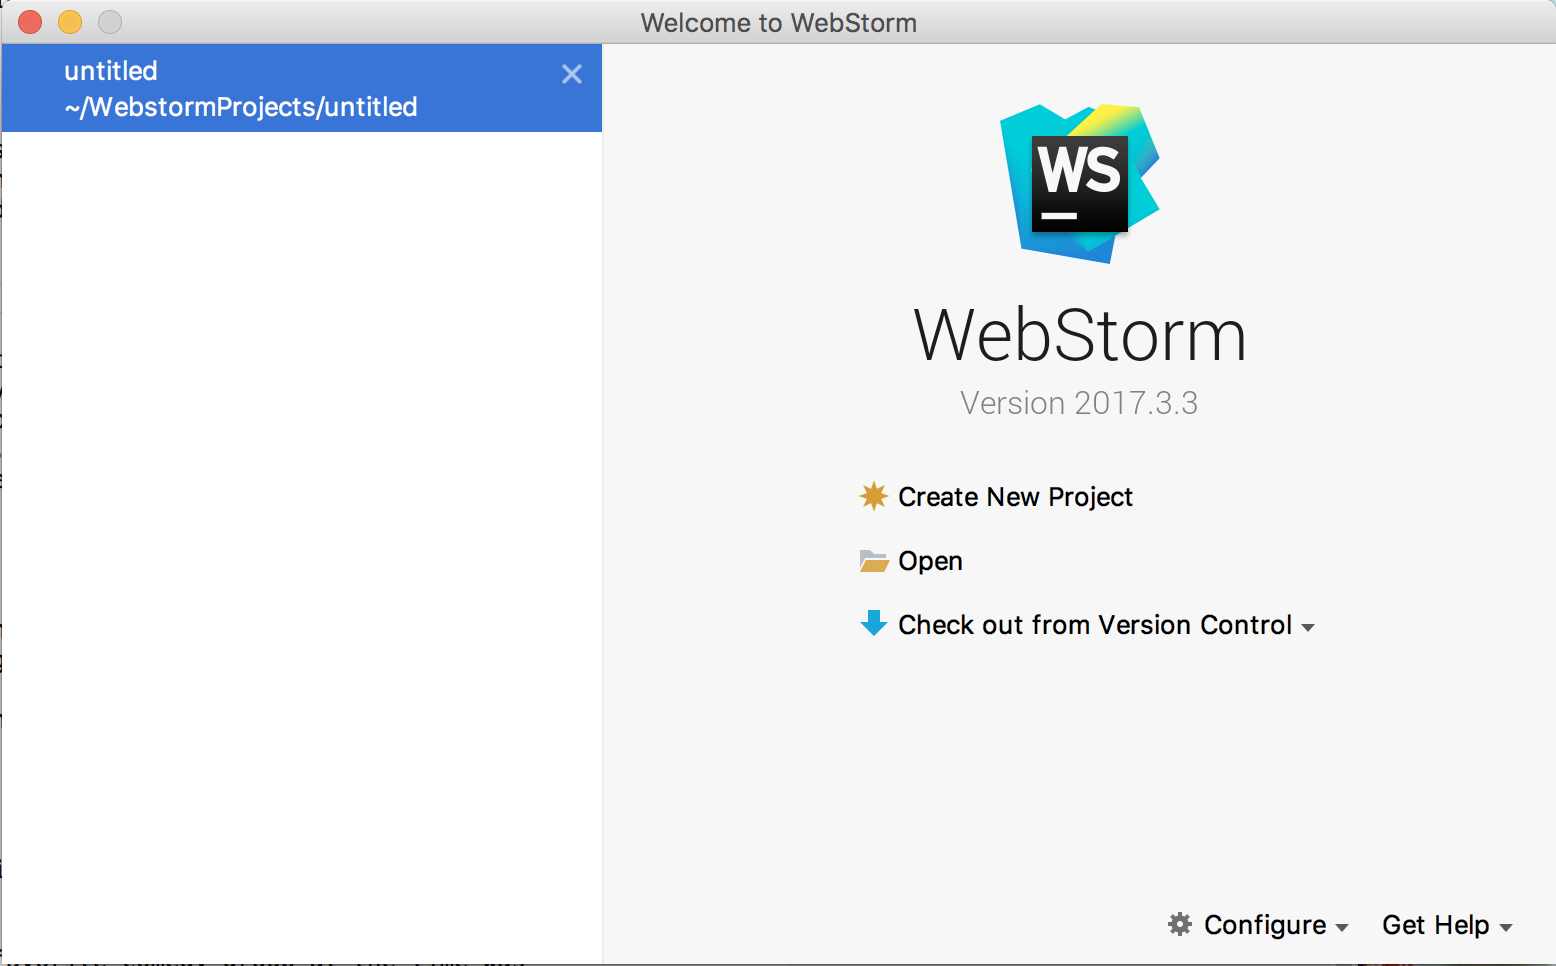 Welcome to WebStorm
untitled
~/WebstormProjects/untitled
WS
WebStorm
Version 2017.3.3
Create New Project
Open
Check out from Version Control
Configure
Get Help